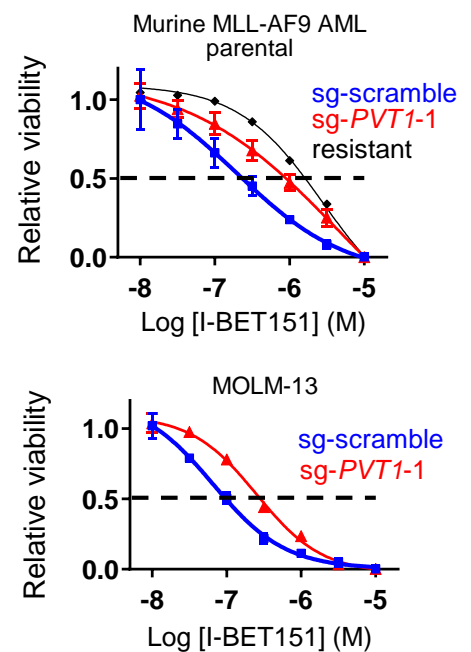 Murine MLL-AF9 AML
parental
sg-scramble
sg-PVT1-1
resistant
Relative viability
1.0
0.5
0.0
-8 -7 -6 -5
Log [I-BET151] (M)
MOLM-13
sg-scramble
sg-PVT1-1
Relative viability
1.0
0.5
0.0
-8 -7 -6 -5
Log [I-BET151] (M)